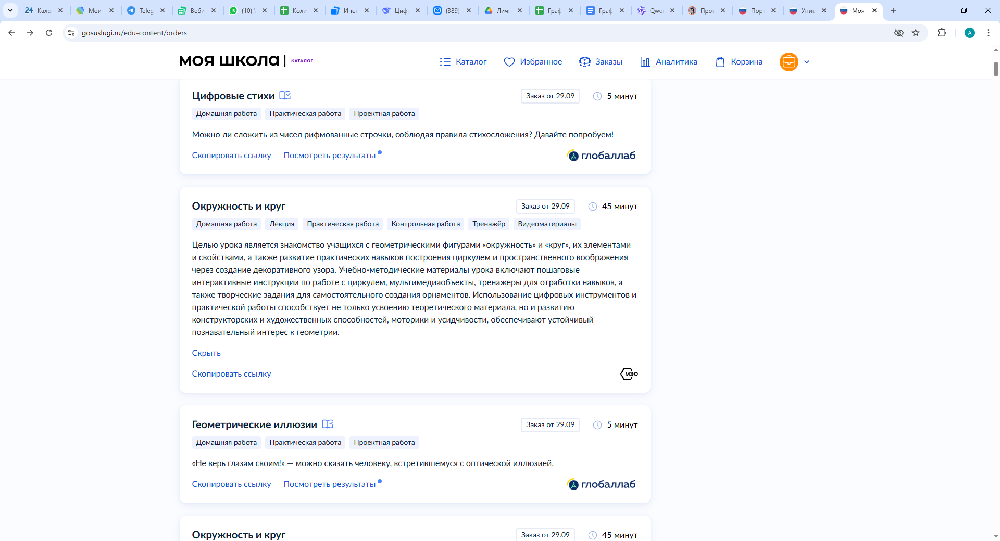 24 Кале
Мои
Teleg
Веби
(10)
Коли
Инст
Цифр
(389)
Личн
Граф
Граф
Qwe
Про
Порт
Унив
Моя
gosuslugi.ru/edu-content/orders
A
МОЯ ШКОЛА | КАТАЛОГ
Каталог
Избранное
Заказы
Аналитика
Корзина
Цифровые стихи
Заказ от 29.09
5 минут
Домашняя работа Практическая работа Проектная работа
Можно ли сложить из чисел рифмованные строчки, соблюдая правила стихосложения? Давайте попробуем!
Скопировать ссылку Посмотреть результаты
глобаллаб
Окружность и круг
Заказ от 29.09
45 минут
Домашняя работа Лекция Практическая работа Контрольная работа Тренажёр Видеоматериалы
Целью урока является знакомство учащихся с геометрическими фигурами «окружность» и «круг», их элементами
и свойствами, а также развитие практических навыков построения циркулем и пространственного воображения
через создание декоративного узора. Учебно-методические материалы урока включают пошаговые
интерактивные инструкции по работе с циркулем, мультимедиаобъекты, тренажеры для отработки навыков, а
также творческие задания для самостоятельного создания орнаментов. Использование цифровых инструментов и
практической работы способствует не только усвоению теоретического материала, но и развитию
конструкторских и художественных способностей, моторики и усидчивости, обеспечивают устойчивый
познавательный интерес к геометрии.
Скрыть
Скопировать ссылку
МЭО
Геометрические иллюзии
Заказ от 29.09
5 минут
Домашняя работа Практическая работа Проектная работа
«Не верь глазам своим!» — можно сказать человеку, встретившемуся с оптической иллюзией.
Скопировать ссылку Посмотреть результаты
глобаллаб
Окружность и круг
Заказ от 29.09
45 минут